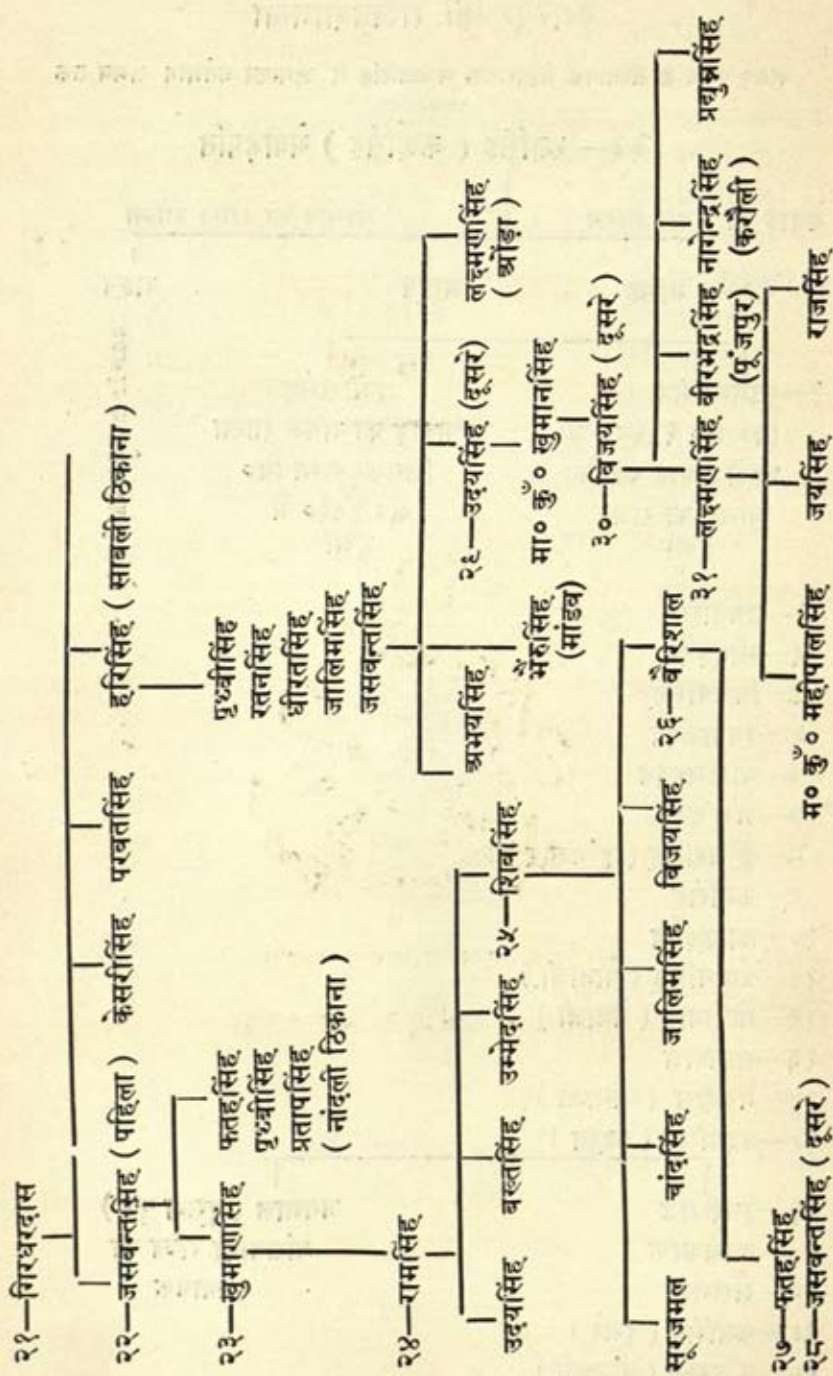 २१—गिरधरदास
२२—जसवन्तसिंह ( पहिला ) केसरीसिंह परबतसिंह हरिसिंह ( साबली ठिकाना )
२३—खुमाणसिंह
फतहसिंह
पृथ्वीसिंह
प्रतापसिंह
( नांदली ठिकाना )
पृथ्वीसिंह
रतनसिंह
धीरतसिंह
जालिमसिंह
जसवन्तसिंह
२४—रामसिंह
अभयसिंह
भैरुसिंह
(मांडव)
२६—उदयसिंह (दूसरे)
लक्ष्मणसिंह
( ओड़ा )
मा० कुँ० खुमानसिंह
३०—विजयसिंह ( दूसरे )
उदयसिंह बख्तसिंह उम्मेदसिंह २५—शिवसिंह
सूरजमल चांदसिंह जालिमसिंह विजयसिंह २६—बैरिशाल
३१—लक्ष्मणसिंह
बीरभद्रसिंह
(पूंजपुर)
नागेन्द्रसिंह
(करौली)
प्रद्युम्नसिंह
२७—फतहसिंह
२८—जसवन्तसिंह ( दूसरे )
म० कुँ० महीपालसिंह जयसिंह राजसिंह